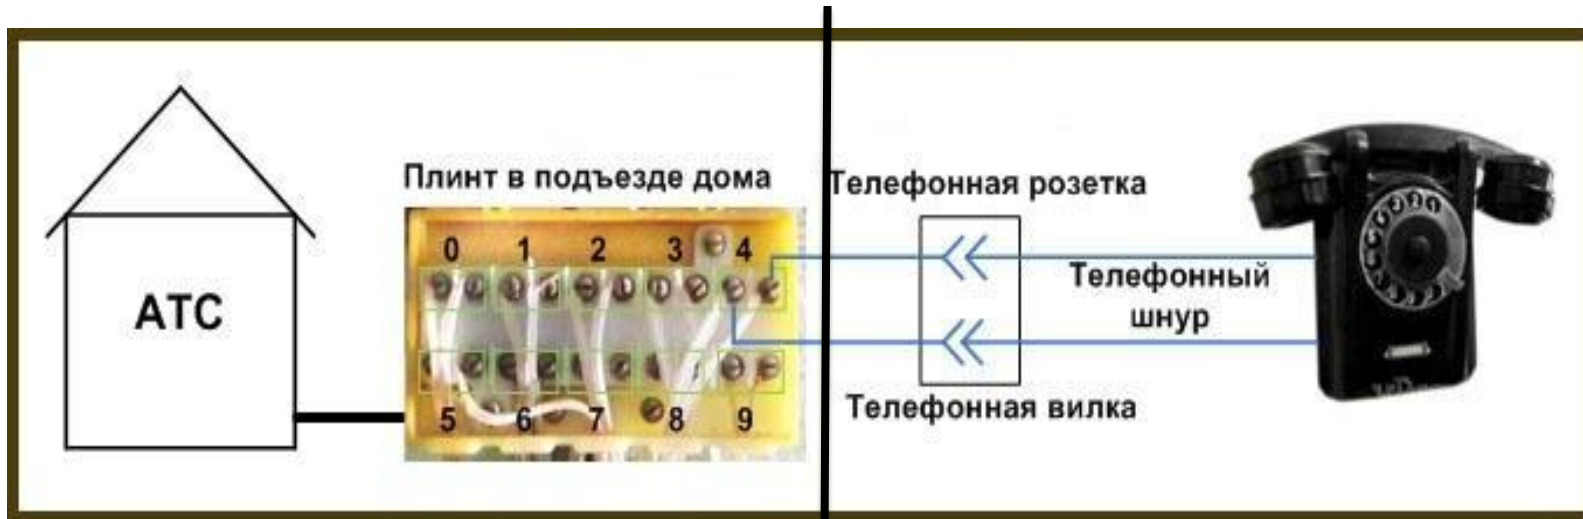 АТС
Плинт в подъезде дома
0 1 2 3 4
5 6 7 8 9
Телефонная розетка
Телефонный
шнур
Телефонная вилка